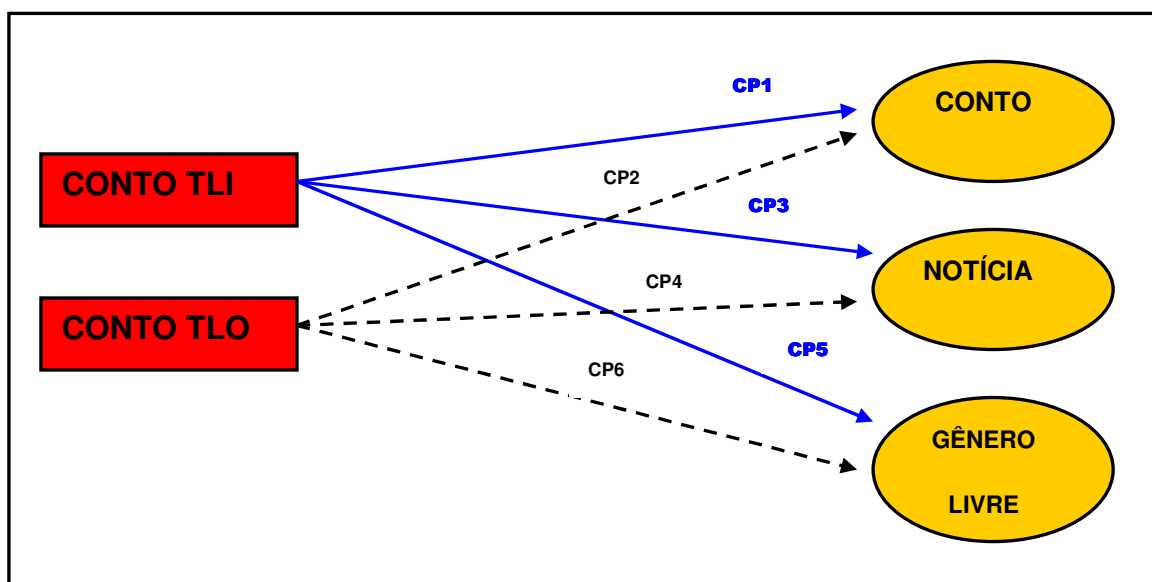 CP1
CONTO
CONTO TLI
CP2
CP3
NOTÍCIA
CP4
CONTO TLO
CP5
CP6
GÊNERO
LIVRE